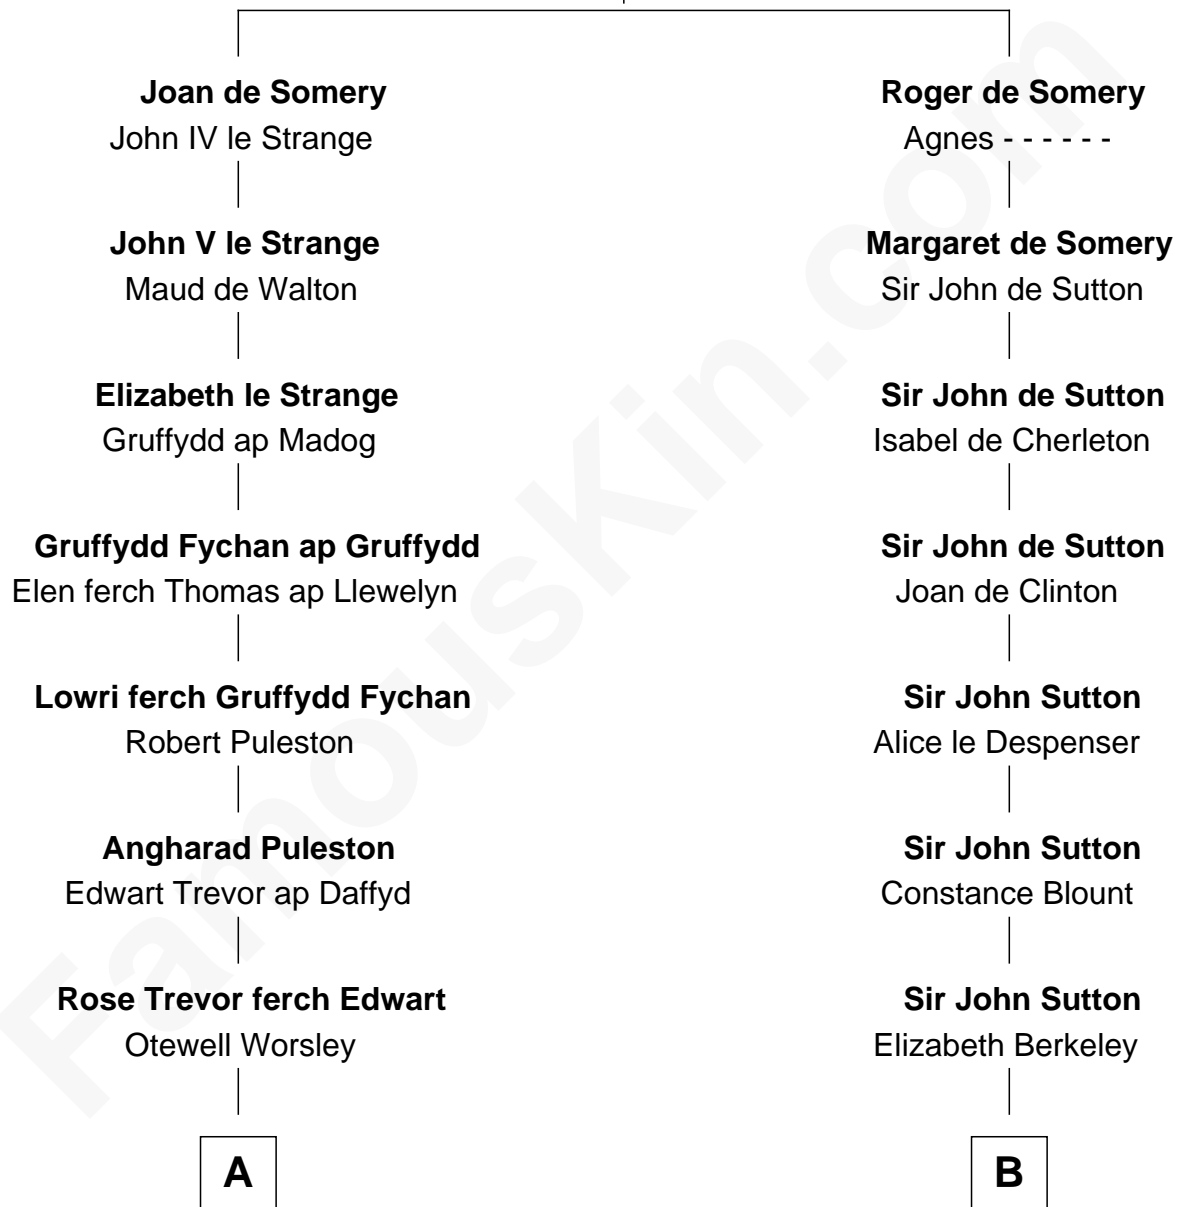 Joan de Somery
John IV le Strange
John V le Strange
Maud de Walton
Elizabeth le Strange
Gruffydd ap Madog
Gruffydd Fychan ap Gruffydd
Elen ferch Thomas ap Llewelyn
Lowri ferch Gruffydd Fychan
Robert Puleston
Angharad Puleston
Edwart Trevor ap Daffyd
Rose Trevor ferch Edwart
Otewell Worsley
A
Roger de Somery
Agnes - - - - - -
Margaret de Somery
Sir John de Sutton
Sir John de Sutton
Isabel de Cherleton
Sir John de Sutton
Joan de Clinton
Sir John Sutton
Alice le Despenser
Sir John Sutton
Constance Blount
Sir John Sutton
Elizabeth Berkeley
B
FamousKin.com